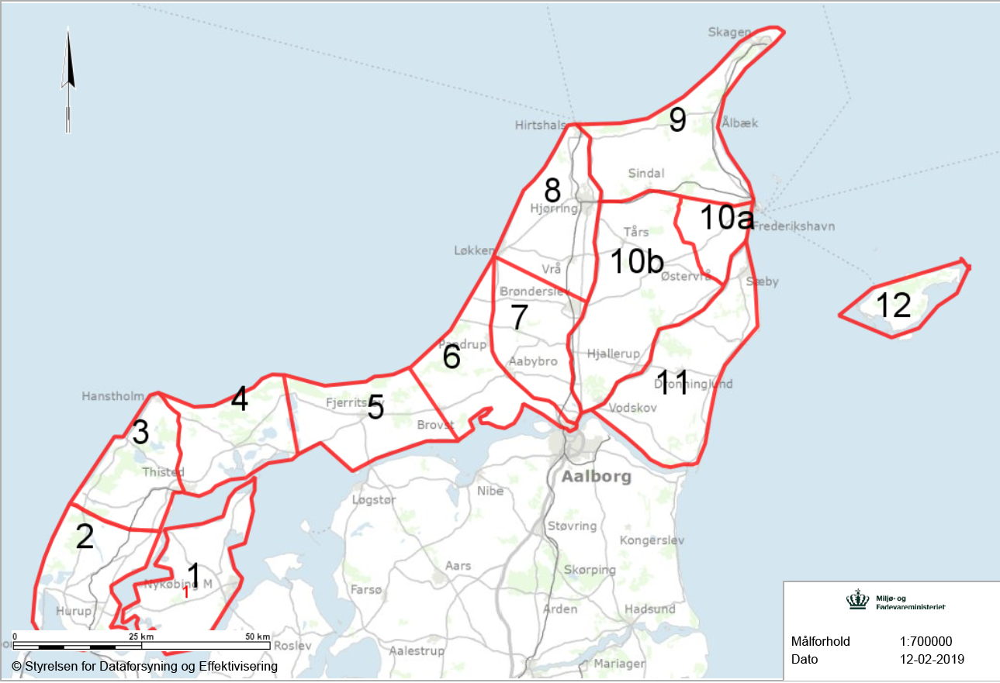 Skagen
9
Ålbæk
Hirtshals
Sindal
8
Hjørring
10a
Frederikshavn
Tårs
Løkken
10b
Vrå
Østervrå
Sæby
Brønderslev
12
7
Pandrup
6
Hjallerup
Aabybro
11
Dronninglund
Hanstholm
4
Fjerritslev
5
Vodskov
Brovst
3
Thisted
Aalborg
Nibe
Løgstør
2
Støvring
Kongerslev
1
Aars
Skørping
Nykøbing M
1
Farsø
Hurup
Arden
Hadsund
Miljø- og
Fødevareministeriet
0 25 km 50 km
Roslev
Aalestrup
Målforhold 1:700000
Dato 12-02-2019
Mariager
© Styrelsen for Dataforsyning og Effektivisering